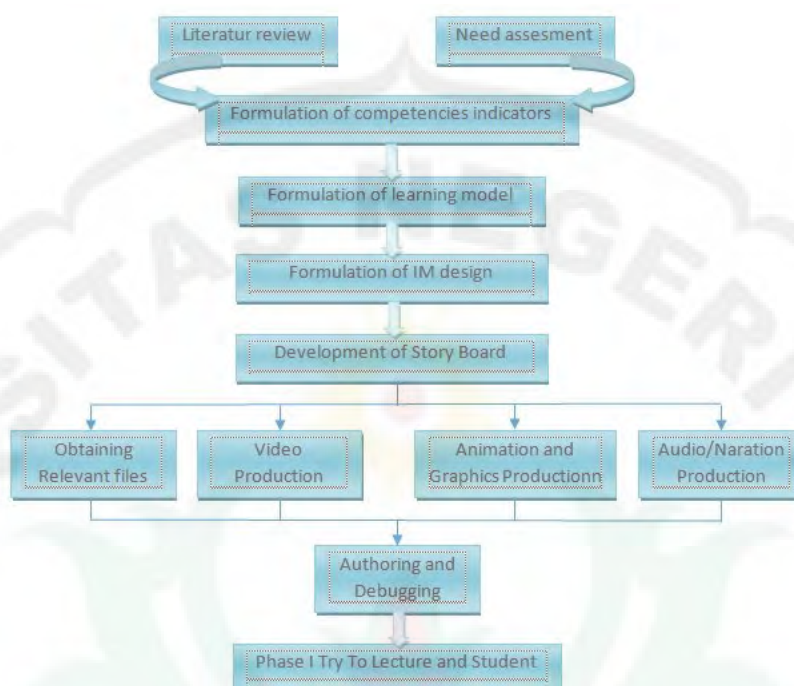 Literatur review
Need assesment
Formulation of competencies indicators
Formulation of learning model
Formulation of IM design
Development of Story Board
Obtaining
Relevant files
Video
Production
Animation and
Graphics Productionn
Audio/Naration
Production
Authoring and
Debugging
Phase I Try To Lecture and Student
SITAS NEGERI